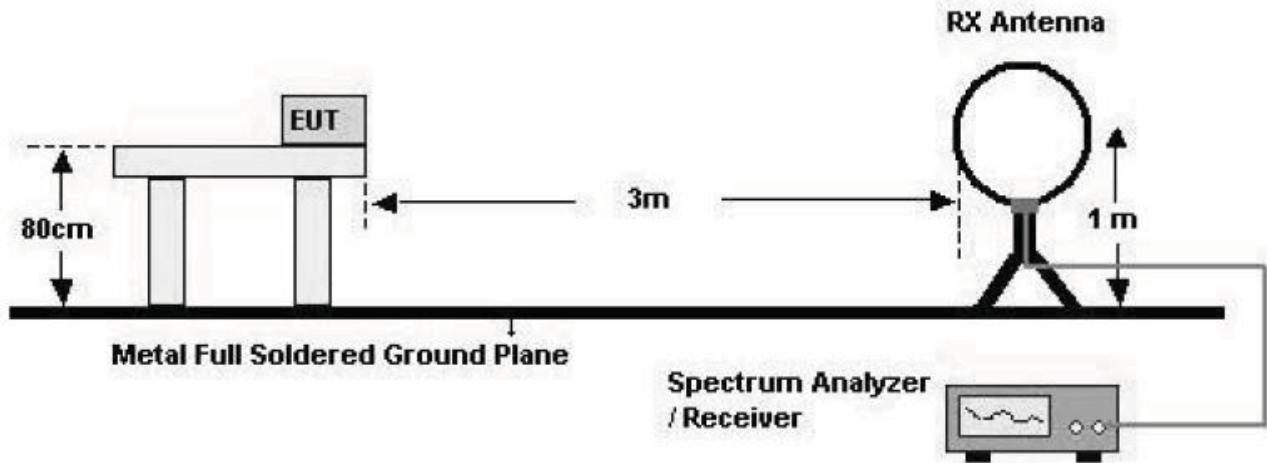 RX Antenna
EUT
80cm
3m
1 m
Metal Full Soldered Ground Plane
Spectrum Analyzer
/ Receiver